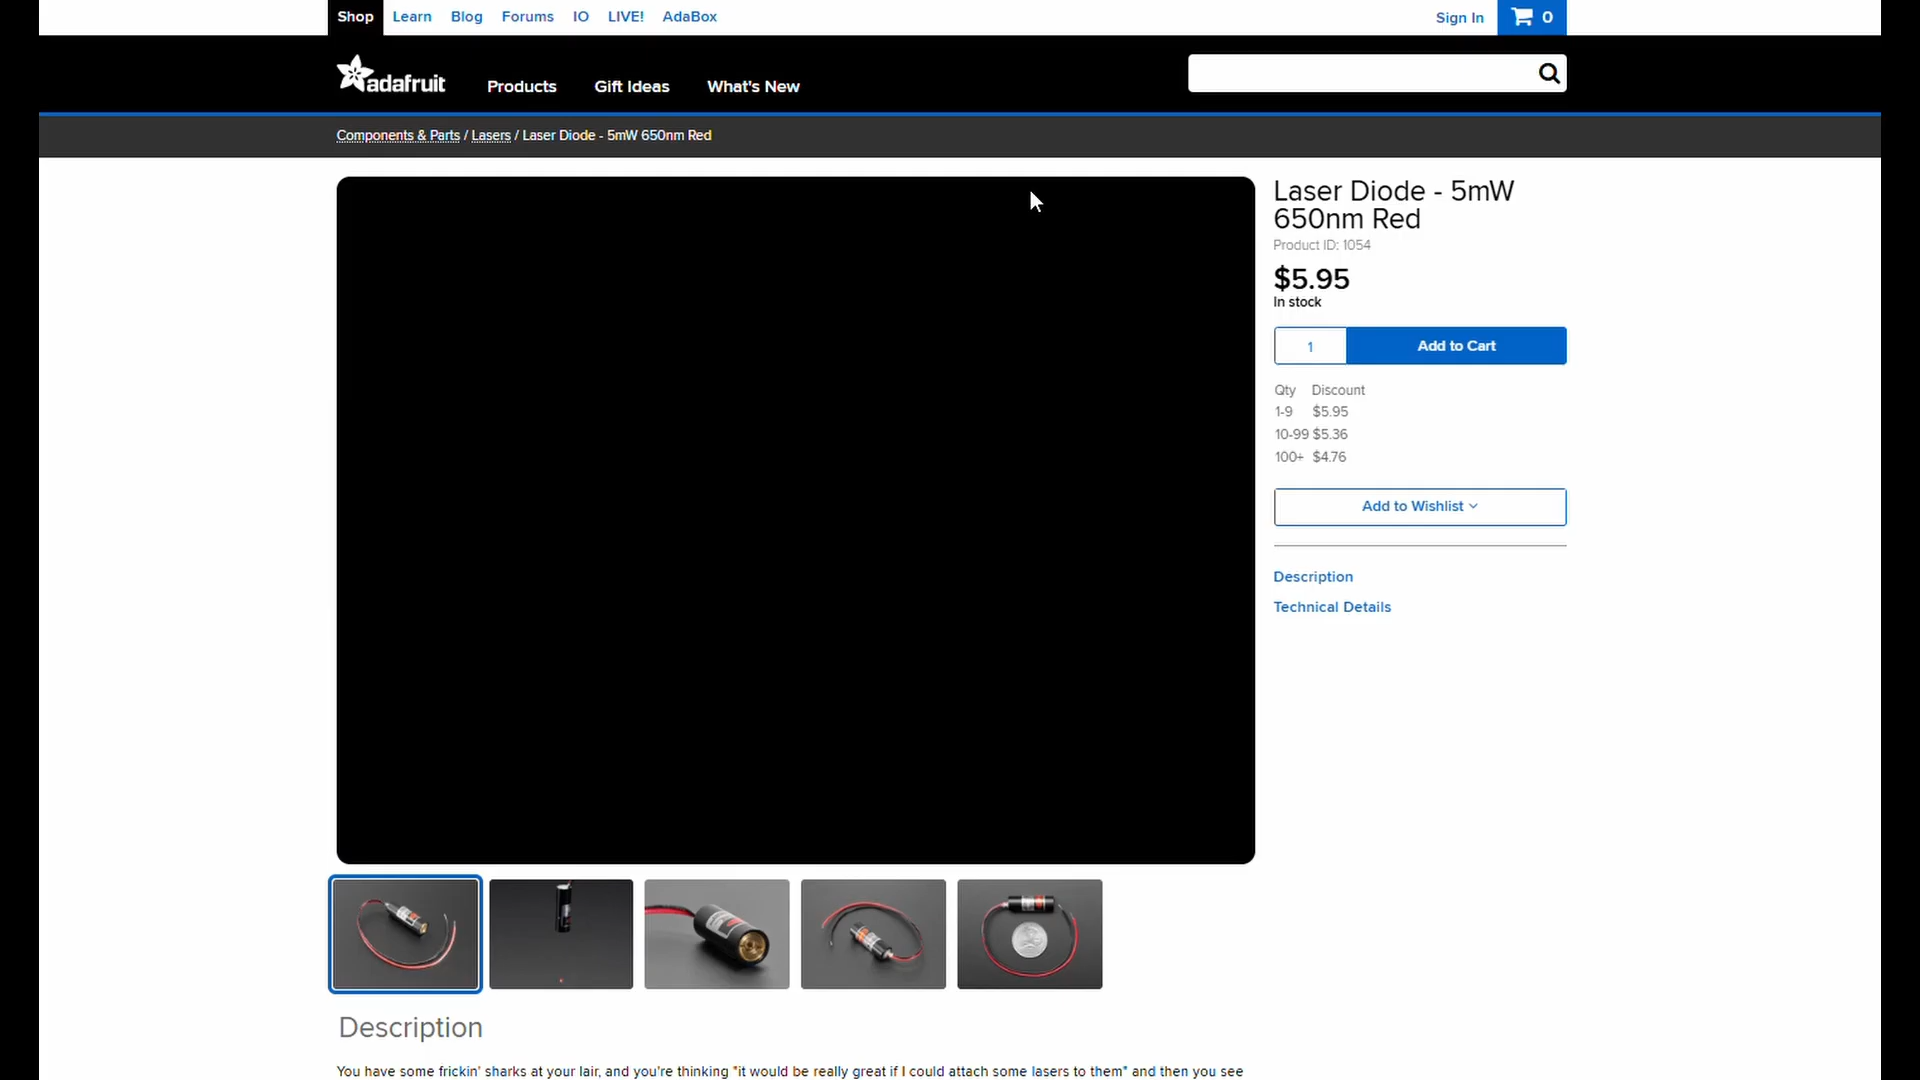 Shop Learn Blog Forums IO LIVE! AdaBox Sign In 0
adafruit Products Gift Ideas What's New
Components & Parts / Lasers / Laser Diode - 5mW 650nm Red
Laser Diode - 5mW
650nm Red
Product ID: 1054
$5.95
In stock
1 Add to Cart
Qty Discount
1-9 $5.95
10-99 $5.36
100+ $4.76
Add to Wishlist
Description
Technical Details
Description
You have some frickin' sharks at your lair, and you're thinking "it would be really great if I could attach some lasers to them" and then you see